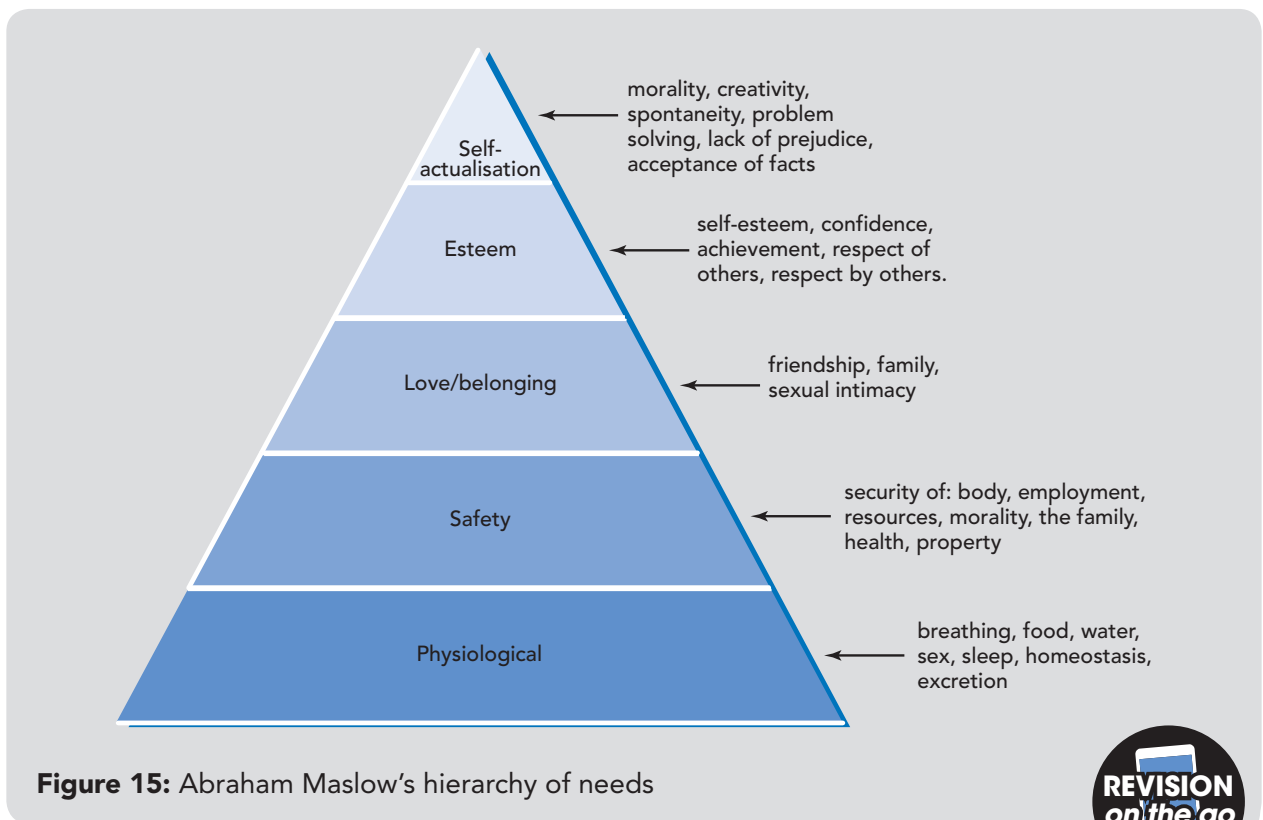 morality, creativity,
spontaneity, problem
solving, lack of prejudice,
acceptance of facts
Self-
actualisation
self-esteem, confidence,
achievement, respect of
others, respect by others.
Esteem
friendship, family,
sexual intimacy
Love/belonging
security of: body, employment,
resources, morality, the family,
health, property
Safety
breathing, food, water,
sex, sleep, homeostasis,
excretion
Physiological
Figure 15: Abraham Maslow's hierarchy of needs
REVISION
on the go